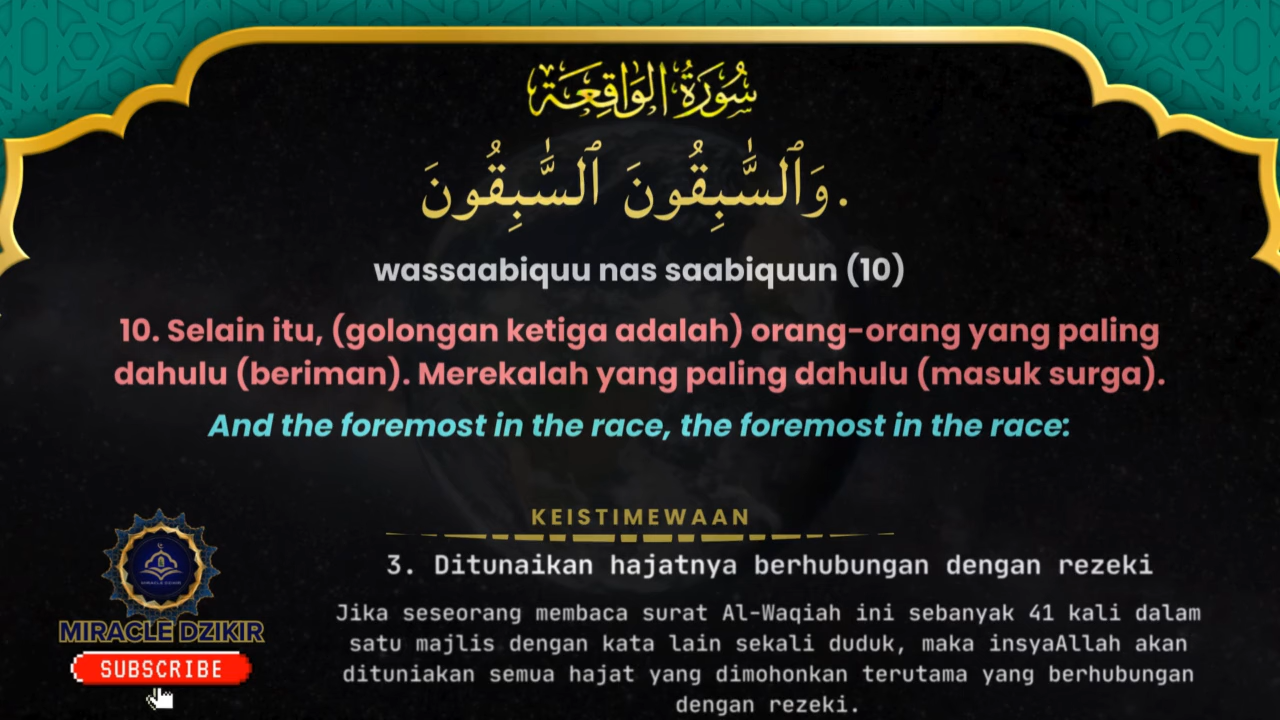 سُورَةُ الوَاقِعَة
وَٱلسَّٰبِقُونَ ٱلسَّٰبِقُونَ.
wassaabiquu nas saabiquun (10)
10. Selain itu, (golongan ketiga adalah) orang-orang yang paling
dahulu (beriman). Merekalah yang paling dahulu (masuk surga).
And the foremost in the race, the foremost in the race:
KEISTIMEWAAN
3. Ditunaikan hajatnya berhubungan dengan rezeki
Jika seseorang membaca surat Al-Waqiah ini sebanyak 41 kali dalam
satu majlis dengan kata lain sekali duduk, maka insyaAllah akan
dituniakan semua hajat yang dimohonkan terutama yang berhubungan
dengan rezeki.
MIRACLE DZIKIR
MIRACLE DZIKIR
SUBSCRIBE